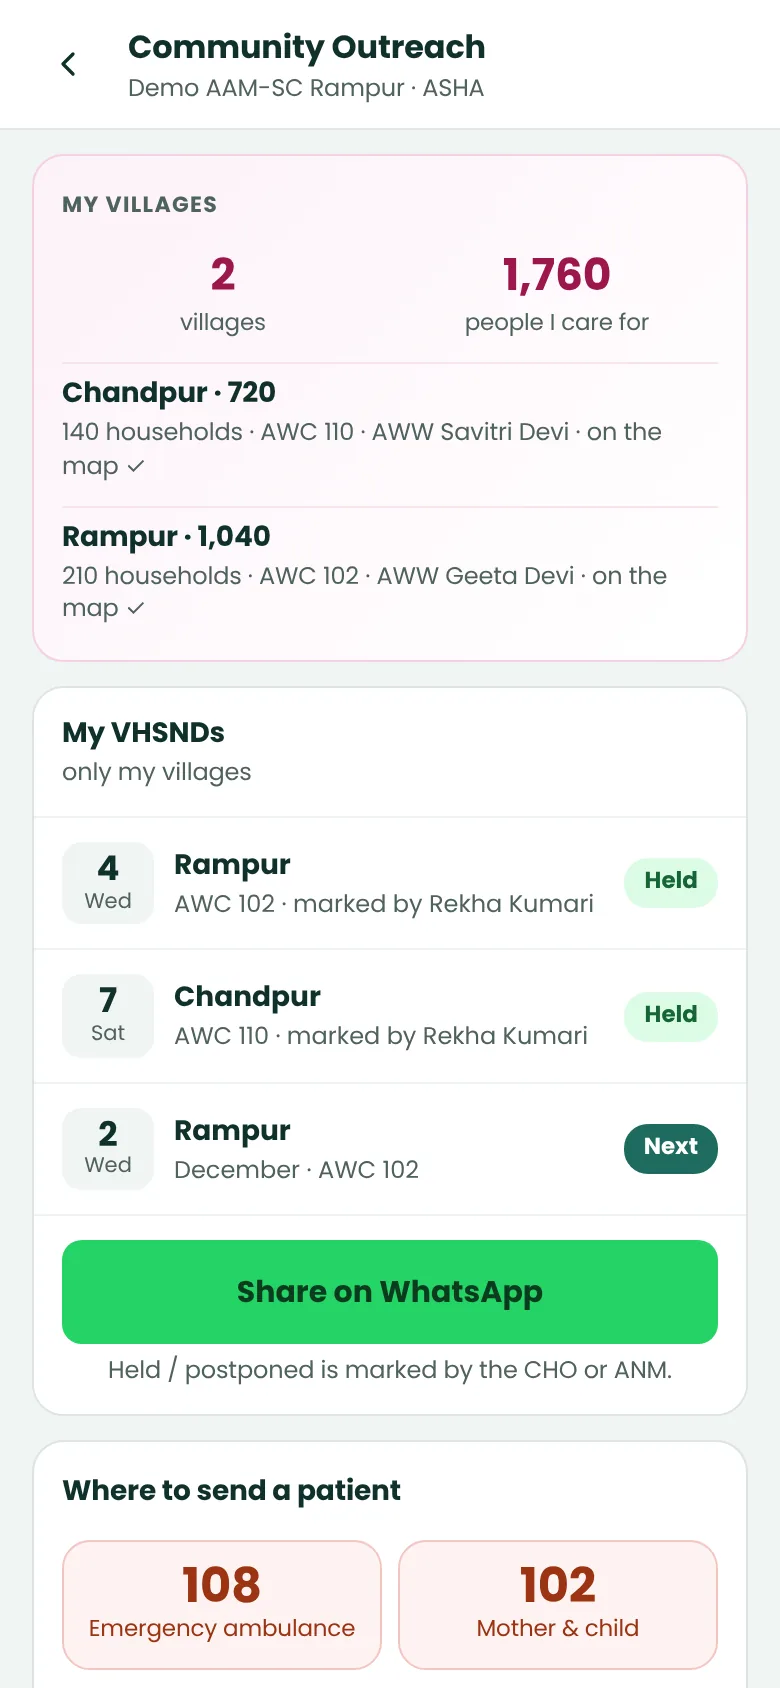 Community Outreach
Demo AAM-SC Rampur · ASHA
MY VILLAGES
2
villages
1,760
people I care for
Chandpur · 720
140 households · AWC 110 · AWW Savitri Devi · on the
map ✓
Rampur · 1,040
210 households · AWC 102 · AWW Geeta Devi · on the
map ✓
My VHSNDs
only my villages
4
Wed
Rampur
AWC 102 · marked by Rekha Kumari
Held
7
Sat
Chandpur
AWC 110 · marked by Rekha Kumari
Held
2
Wed
Rampur
December · AWC 102
Next
Share on WhatsApp
Held / postponed is marked by the CHO or ANM.
Where to send a patient
108
Emergency ambulance
102
Mother & child